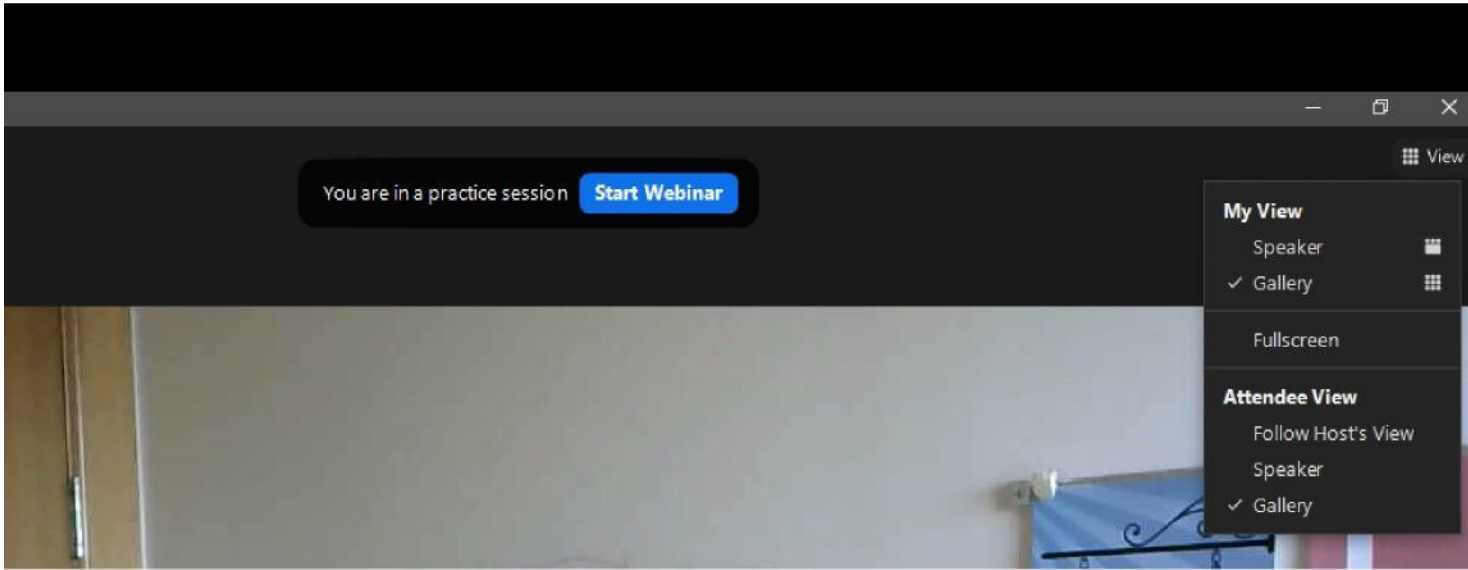 View
You are in a practice session Start Webinar
My View
Speaker
✓ Gallery
Fullscreen
Attendee View
Follow Host's View
Speaker
✓ Gallery